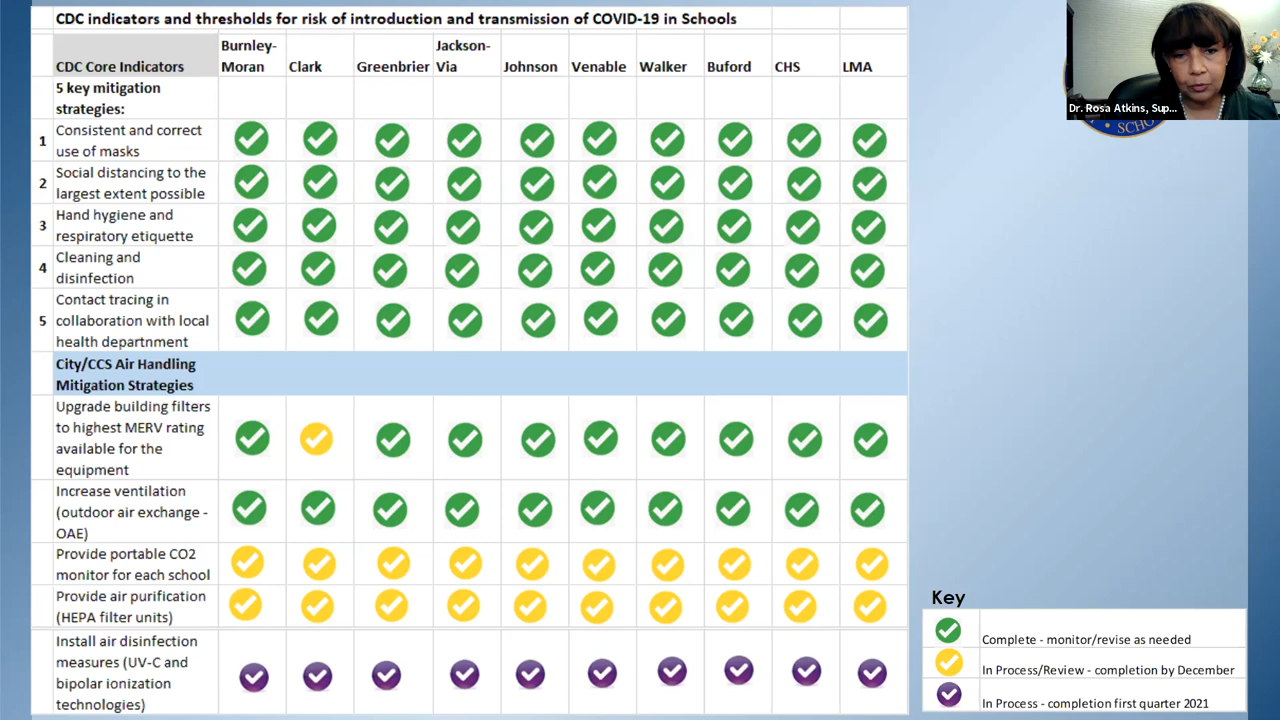 CDC indicators and thresholds for risk of introduction and transmission of COVID-19 in Schools
CDC Core Indicators
Burnley-
Moran
Clark
Greenbrier
Jackson-
Via
Johnson
Venable
Walker
Buford
CHS
LMA
5 key mitigation
strategies:
1
Consistent and correct
use of masks
2
Social distancing to the
largest extent possible
3
Hand hygiene and
respiratory etiquette
4
Cleaning and
disinfection
5
Contact tracing in
collaboration with local
health departnment
City/CCS Air Handling
Mitigation Strategies
Upgrade building filters
to highest MERV rating
available for the
equipment
Increase ventilation
(outdoor air exchange -
OAE)
Provide portable CO2
monitor for each school
Provide air purification
(HEPA filter units)
Install air disinfection
measures (UV-C and
bipolar ionization
technologies)
Dr. Rosa Atkins, Sup...
SCHO
Key
Complete - monitor/revise as needed
In Process/Review - completion by December
In Process - completion first quarter 2021